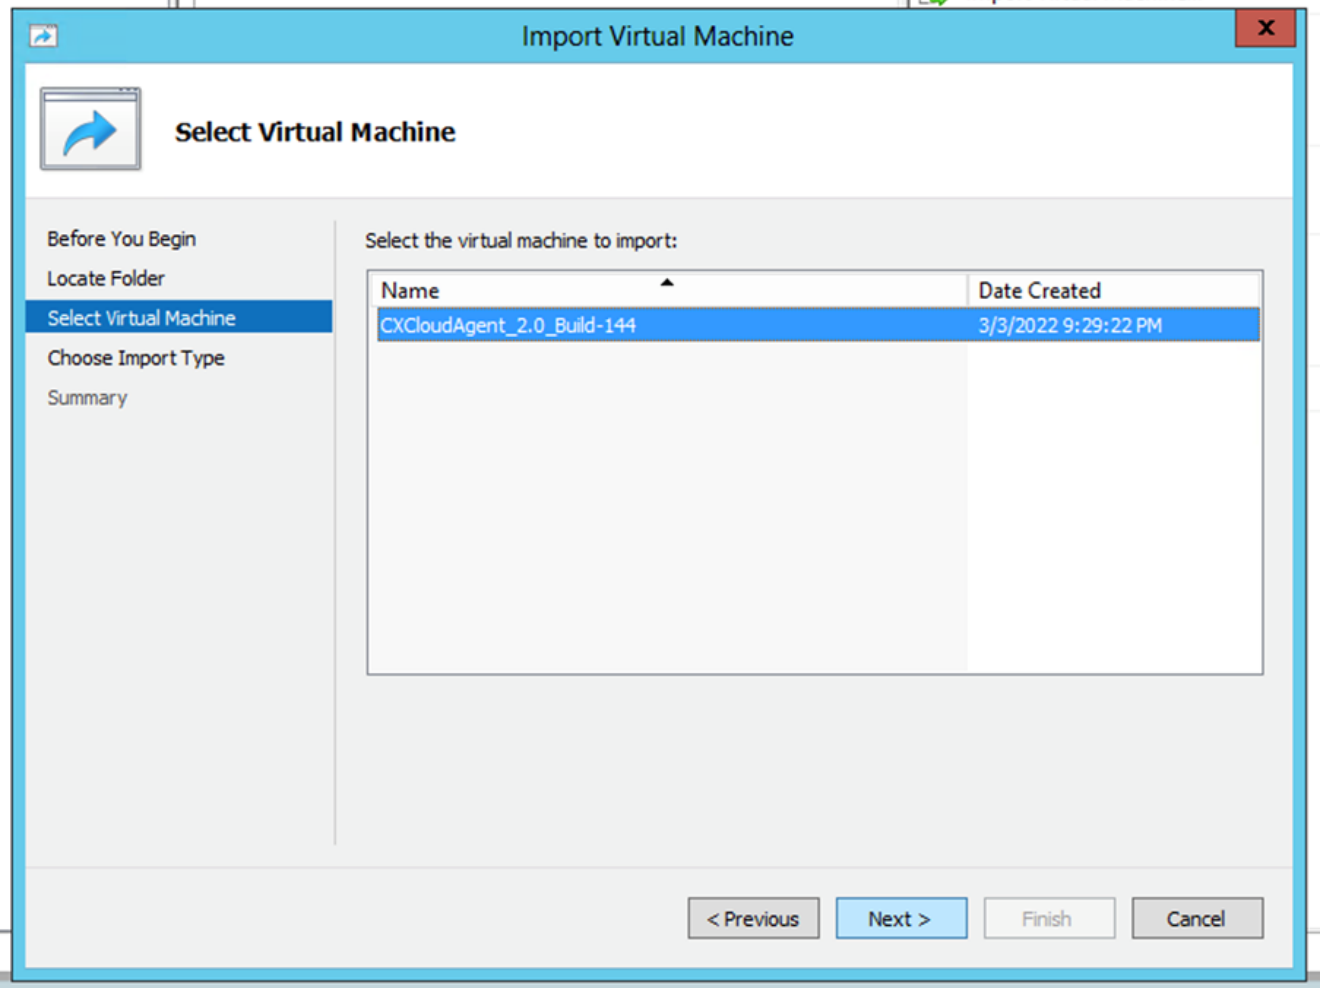 Import Virtual Machine
X
Select Virtual Machine
Before You Begin
Locate Folder
Select Virtual Machine
Choose Import Type
Summary
Select the virtual machine to import:
Name Date Created
CXCloudAgent_2.0_Build-144 3/3/2022 9:29:22 PM
< Previous Next > Finish Cancel